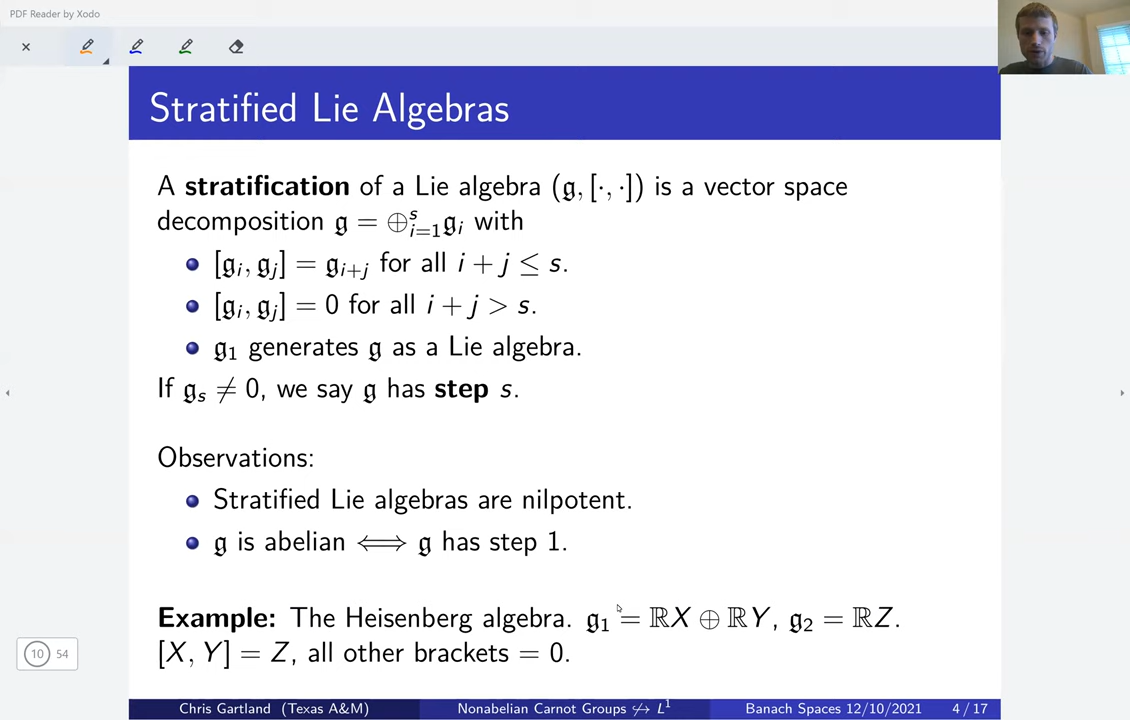 PDF Reader by Xodo
Stratified Lie Algebras
A stratification of a Lie algebra (𝔤, [·, ·]) is a vector space
decomposition 𝔤 = ⊕ˢᵢ₌₁𝔤ᵢ with
[𝔤ᵢ, 𝔤ⱼ] = 𝔤ᵢ₊ⱼ for all i + j ≤ s.
[𝔤ᵢ, 𝔤ⱼ] = 0 for all i + j > s.
𝔤₁ generates 𝔤 as a Lie algebra.
If 𝔤ₛ ≠ 0, we say 𝔤 has step s.
Observations:
Stratified Lie algebras are nilpotent.
𝔤 is abelian ⟺ 𝔤 has step 1.
Example: The Heisenberg algebra. 𝔤₁ = ℝX ⊕ ℝY, 𝔤₂ = ℝZ.
[X, Y] = Z, all other brackets = 0.
10 54
Chris Gartland (Texas A&M) Nonabelian Carnot Groups ↪̸ L¹ Banach Spaces 12/10/2021 4 / 17